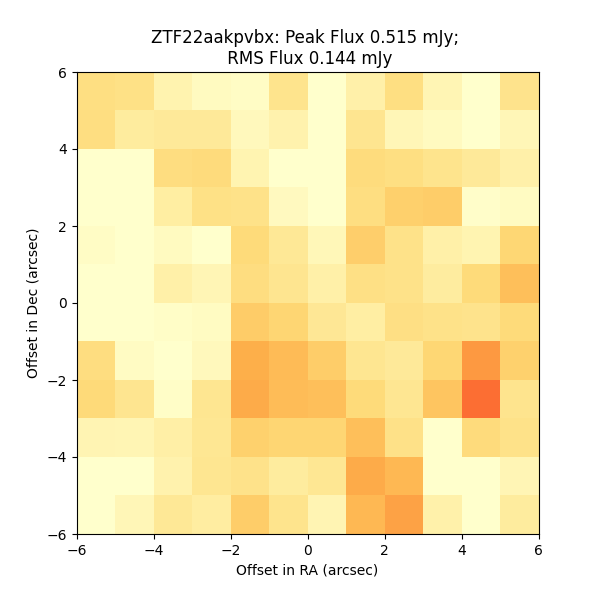 ZTF22aakpvbx: Peak Flux 0.515 mJy;
RMS Flux 0.144 mJy
6
4
2
0
−2
−4
−6
Offset in Dec (arcsec)
−6 −4 −2 0 2 4 6
Offset in RA (arcsec)